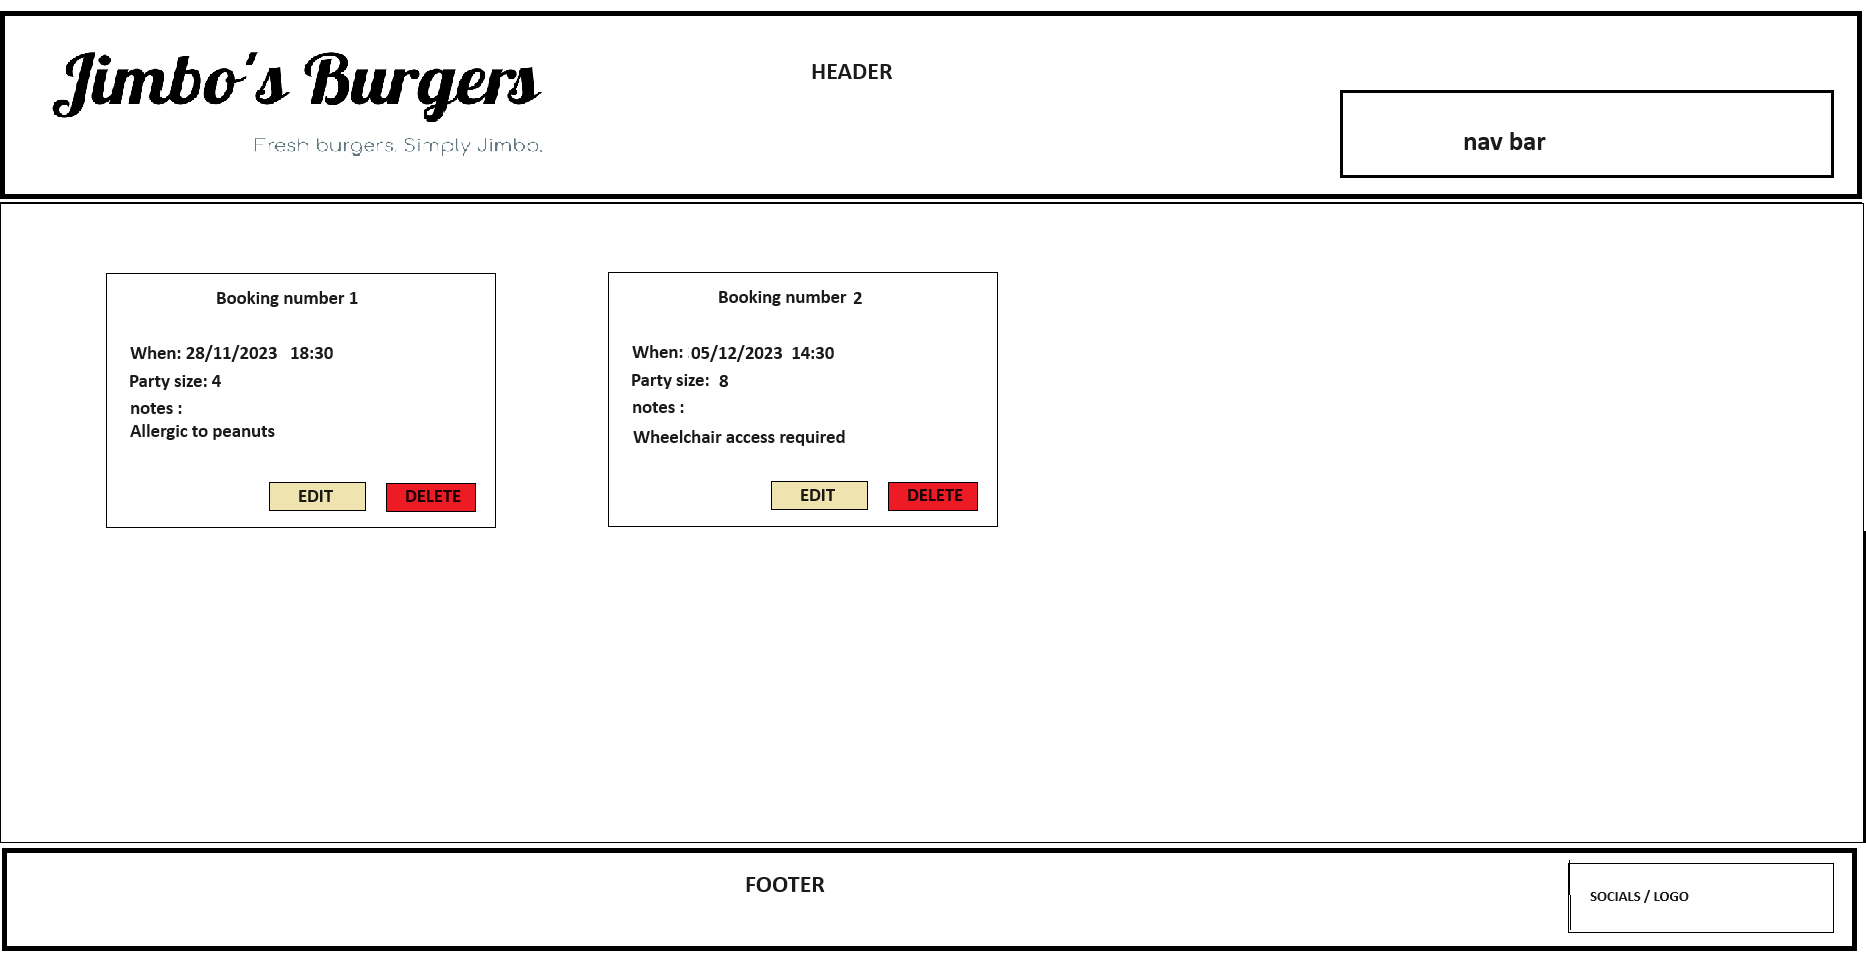 Jimbo's Burgers
Fresh burgers. Simply Jimbo.
HEADER
nav bar
Booking number 1
When: 28/11/2023 18:30
Party size: 4
notes :
Allergic to peanuts
EDIT DELETE
Booking number 2
When: 05/12/2023 14:30
Party size: 8
notes :
Wheelchair access required
EDIT DELETE
FOOTER
SOCIALS / LOGO